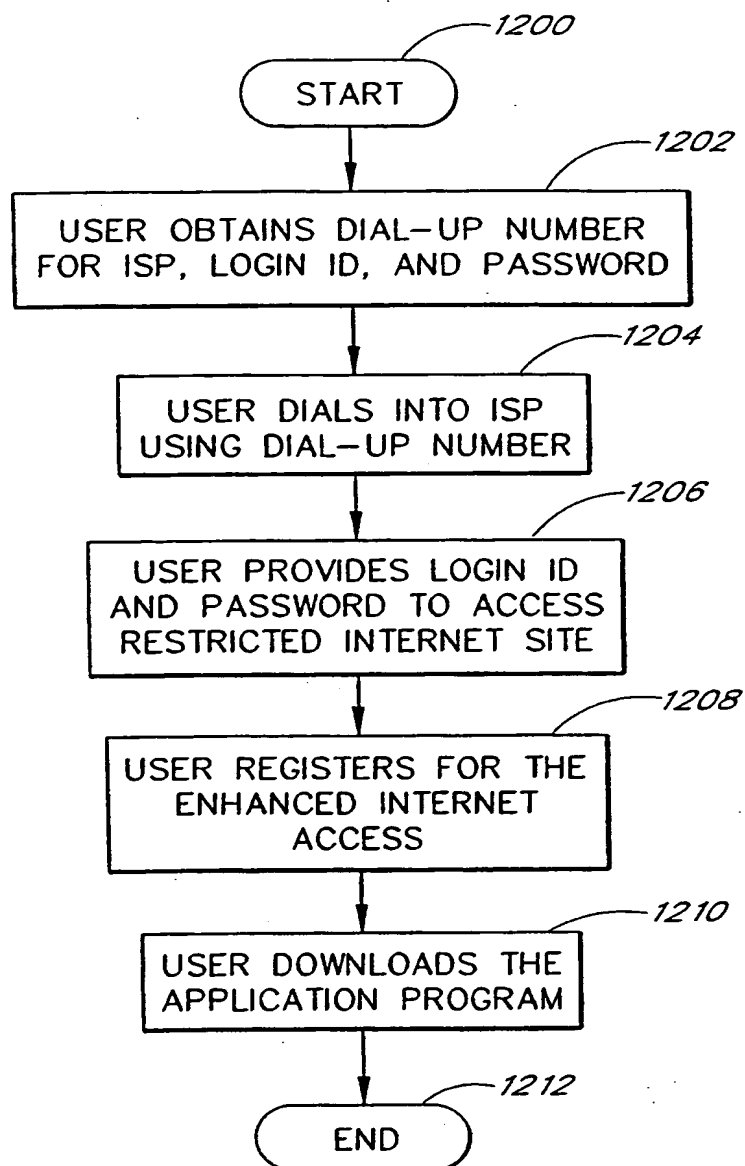 1200
START
1202
USER OBTAINS DIAL-UP NUMBER
FOR ISP, LOGIN ID, AND PASSWORD
1204
USER DIALS INTO ISP
USING DIAL-UP NUMBER
1206
USER PROVIDES LOGIN ID
AND PASSWORD TO ACCESS
RESTRICTED INTERNET SITE
1208
USER REGISTERS FOR THE
ENHANCED INTERNET
ACCESS
1210
USER DOWNLOADS THE
APPLICATION PROGRAM
1212
END